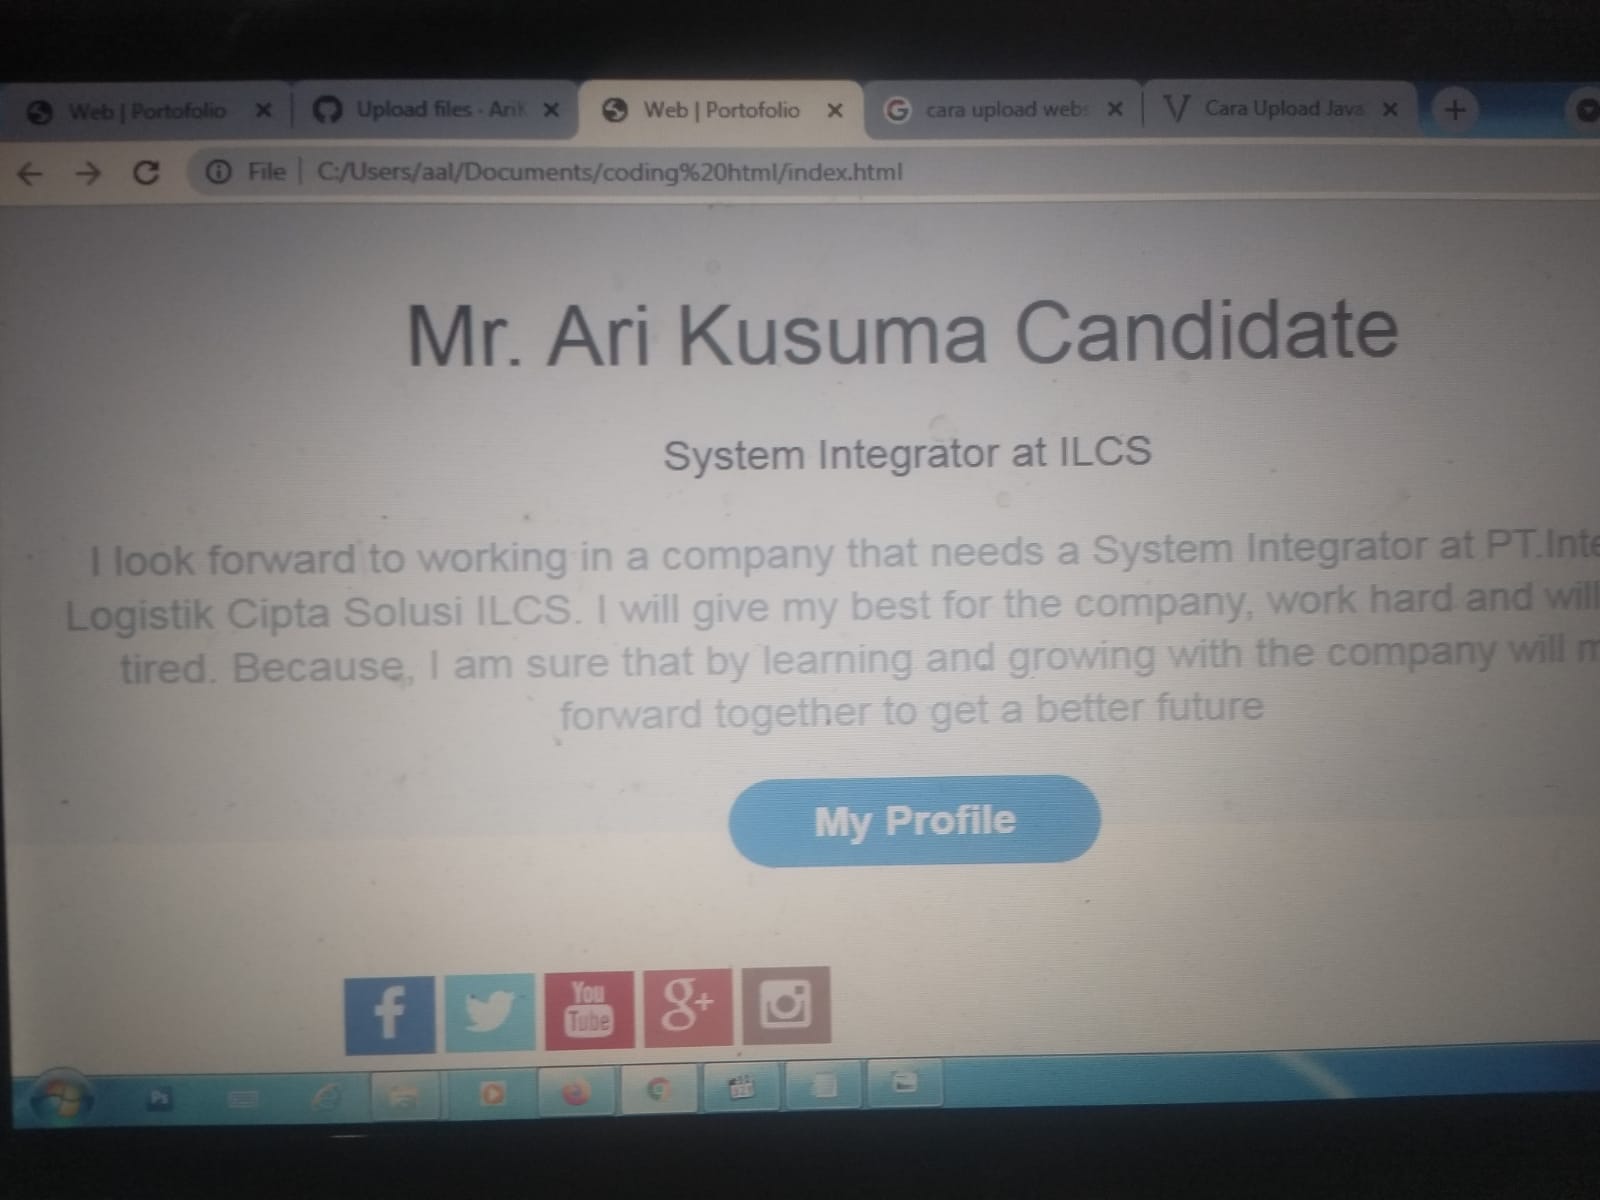 Web | Portofolio
Upload files · Ari
Web | Portofolio
cara upload webs
Cara Upload Java
File
C:/Users/aal/Documents/coding%20html/index.html
Mr. Ari Kusuma Candidate
System Integrator at ILCS
I look forward to working in a company that needs a System Integrator at PT.Inte
Logistik Cipta Solusi ILCS. I will give my best for the company, work hard and will
tired. Because, I am sure that by learning and growing with the company will m
forward together to get a better future
My Profile
f
You
Tube
g+
Ps